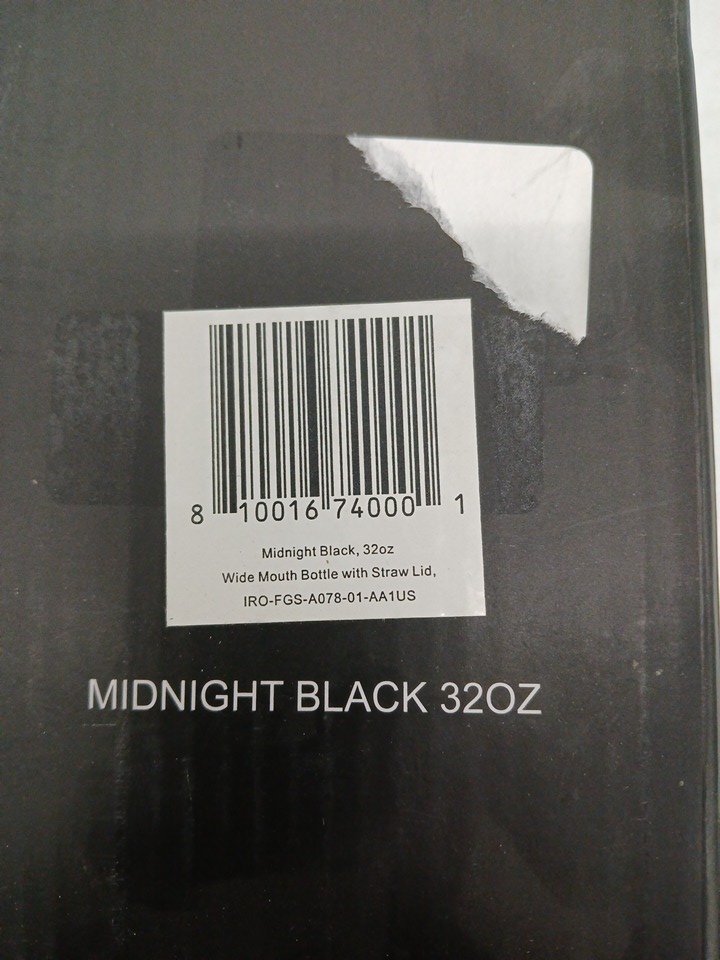 8 10016 74000 1
Midnight Black, 32oz
Wide Mouth Bottle with Straw Lid,
IRO-FGS-A078-01-AA1US
MIDNIGHT BLACK 32OZ